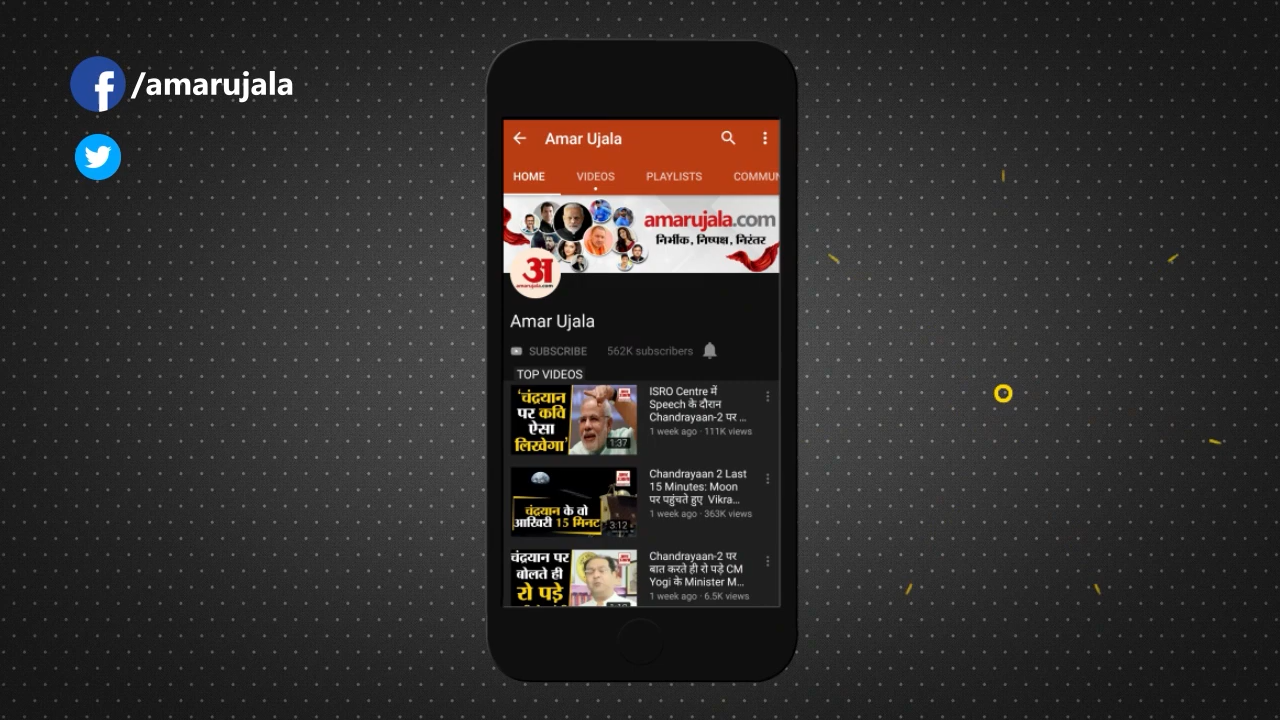 /amarujala
Amar Ujala
HOME VIDEOS PLAYLISTS COMMUN
amarujala.com
निर्भीक, निष्पक्ष, निरंतर
अ
amarujala.com
Amar Ujala
SUBSCRIBE 562K subscribers
TOP VIDEOS
'चंद्रयान
पर कवि
ऐसा
लिखेगा'
1:37
ISRO Centre में
Speech के दौरान
Chandrayaan-2 पर ...
1 week ago · 111K views
चंद्रयान के वो
आखिरी 15 मिनट
3:12
Chandrayaan 2 Last
15 Minutes: Moon
पर पहुंचते हुए Vikra...
1 week ago · 363K views
चंद्रयान पर
बोलते ही
रो पड़े
Chandrayaan-2 पर
बात करते ही रो पड़े CM
Yogi के Minister M...
1 week ago · 6.5K views